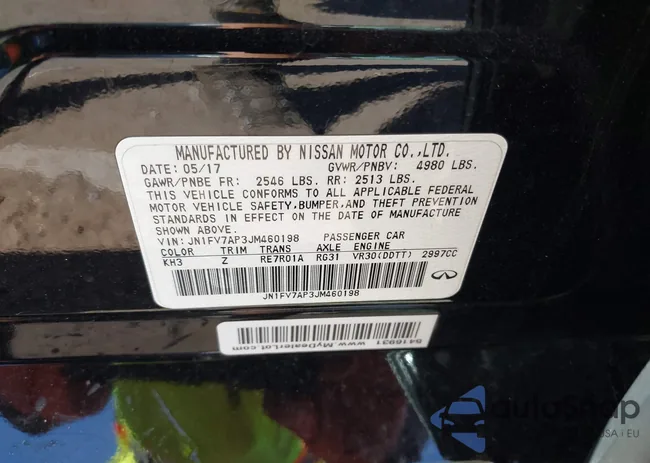 MANUFACTURED BY NISSAN MOTOR CO.,LTD.
DATE: 05/17 GVWR/PNBV: 4980 LBS.
GAWR/PNBE FR: 2546 LBS. RR: 2513 LBS.
THIS VEHICLE CONFORMS TO ALL APPLICABLE FEDERAL
MOTOR VEHICLE SAFETY, BUMPER, AND THEFT PREVENTION
STANDARDS IN EFFECT ON THE DATE OF MANUFACTURE
SHOWN ABOVE.
VIN: JN1FV7AP3JM460198 PASSENGER CAR
COLOR TRIM TRANS AXLE ENGINE
KH3 Z RE7R01A RG31 VR30(DDTT) 2997CC
JN1FV7AP3JM460198
www.MyDealerLot.com
autoSnap
USA | EU